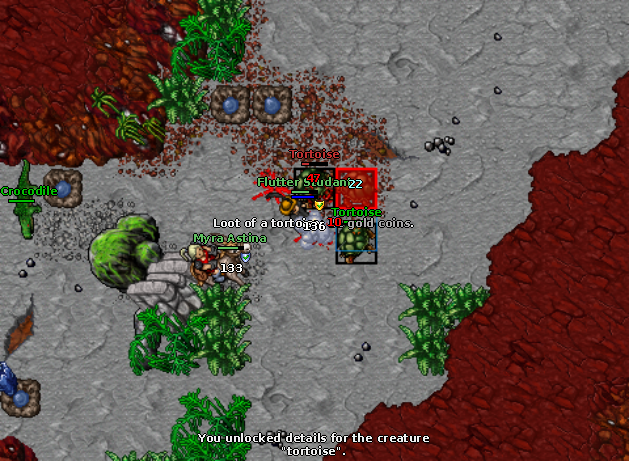 Tortoise
Crocodile
Flutter Studanz
22
Tortoise
Loot of a tortoise: 10 gold coins.
136
Myra Astina
133
You unlocked details for the creature
"tortoise".